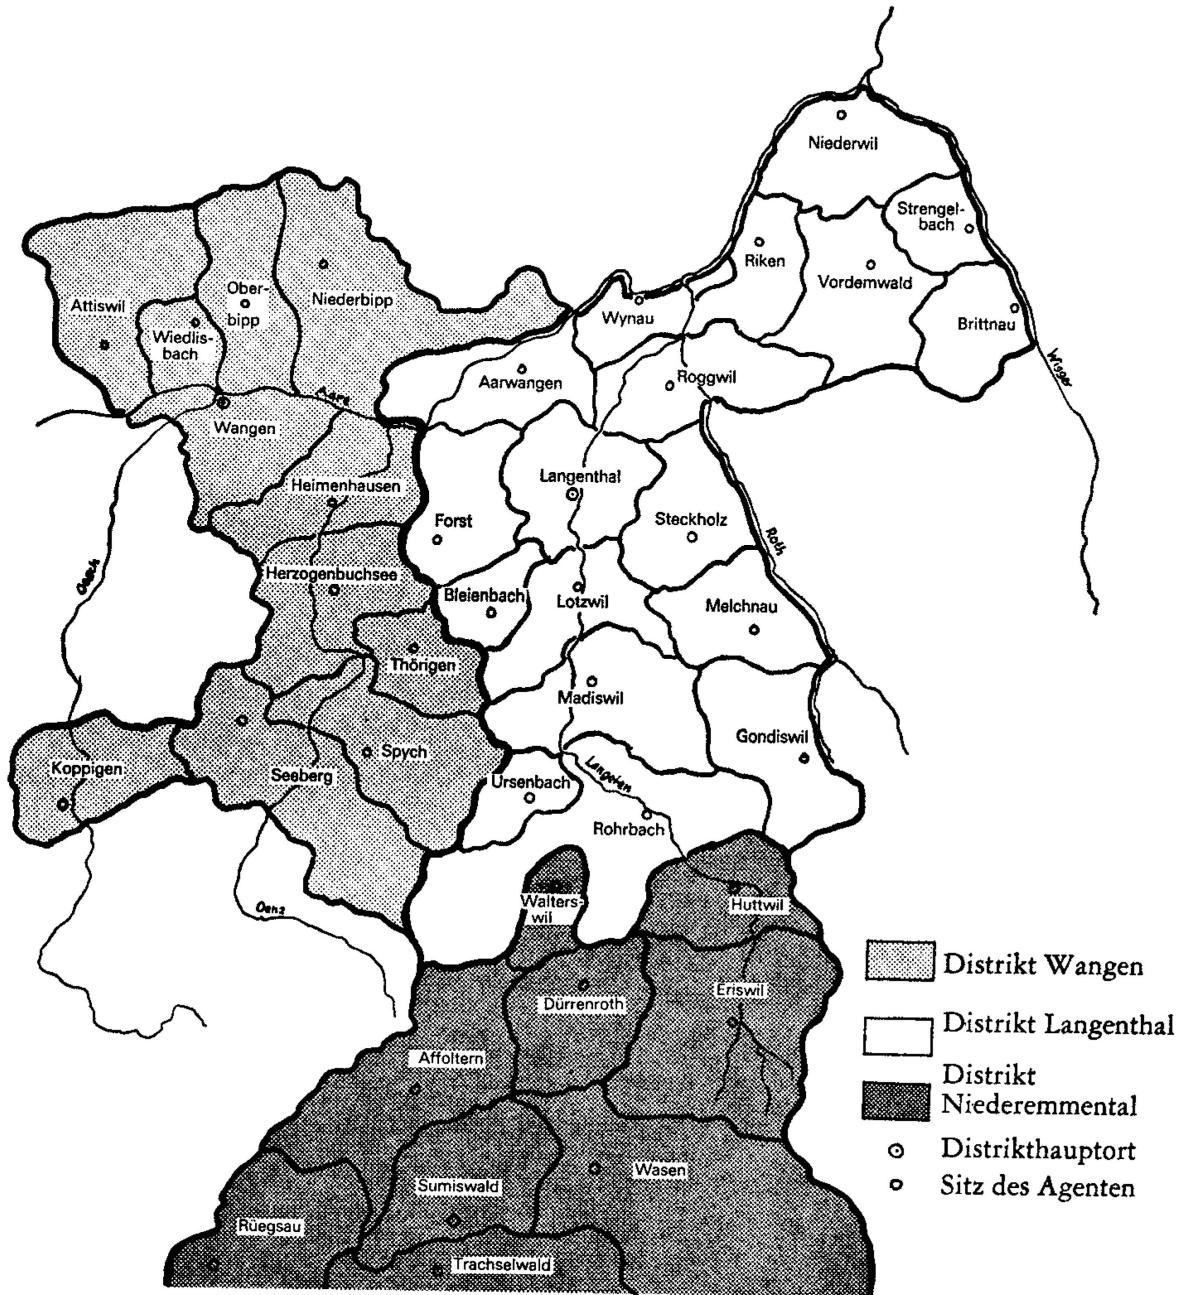 Niederwil
Strengel-
bach
Riken
Vordemwald
Brittnau
Wynau
Wigger
Attiswil
Wiedlis-
bach
Ober-
bipp
Niederbipp
Aarwangen
Roggwil
Aare
Wangen
Langenthal
Heimenhausen
Forst
Steckholz
Roth
Oesch
Herzogenbuchsee
Bleienbach
Lotzwil
Melchnau
Thörigen
Madiswil
Gondiswil
Koppigen
Seeberg
Spych
Ursenbach
Langeten
Rohrbach
Oenz
Walters-
wil
Huttwil
Dürrenroth
Eriswil
Affoltern
Sumiswald
Wasen
Rüegsau
Trachselwald
Distrikt Wangen
Distrikt Langenthal
Distrikt
Niederemmental
Distrikthauptort
Sitz des Agenten